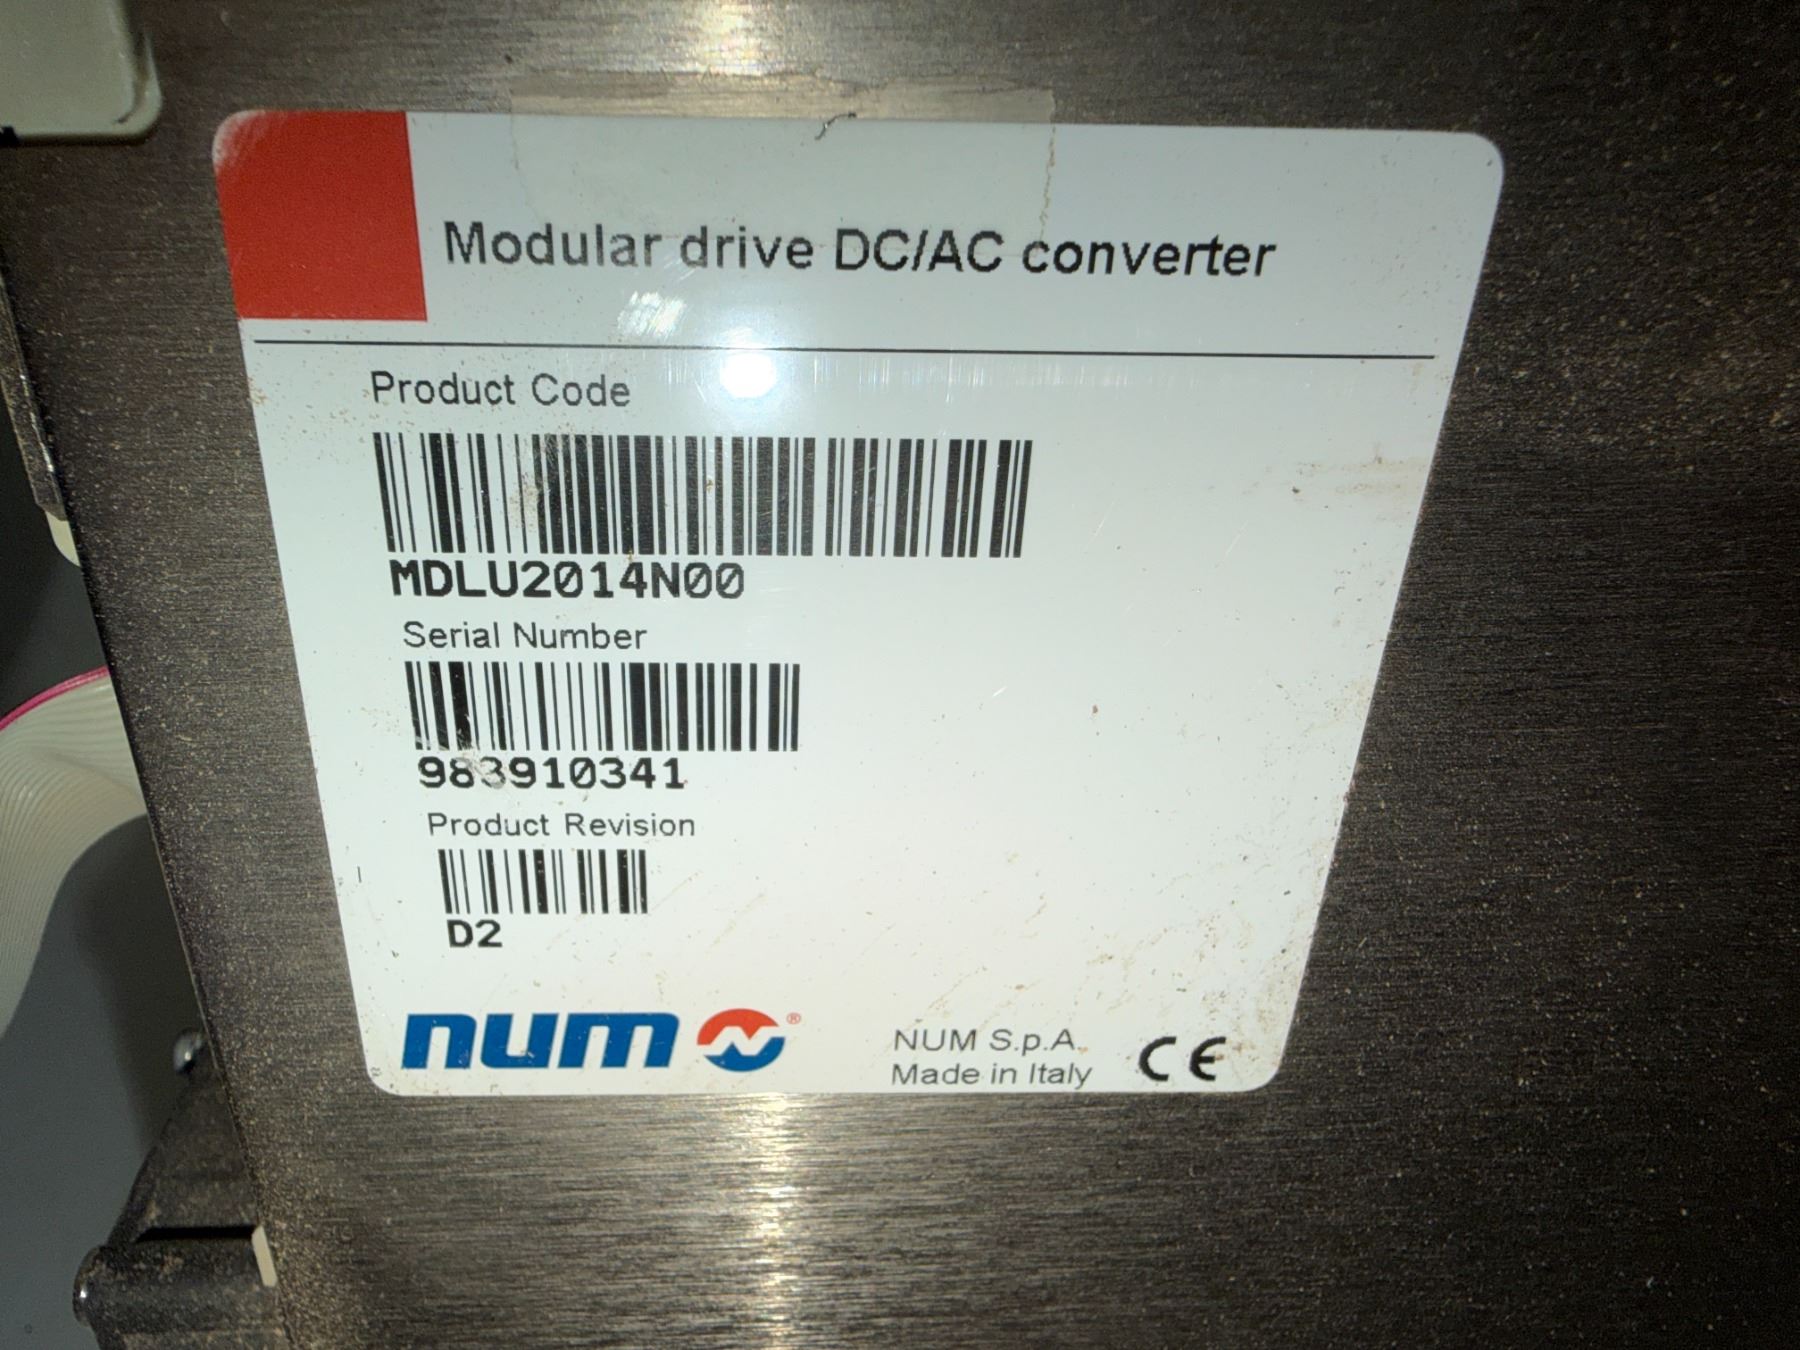 Modular drive DC/AC converter
Product Code
MDLU2014N00
Serial Number
983910341
Product Revision
D2
num ®
NUM S.p.A.
Made in Italy
CE